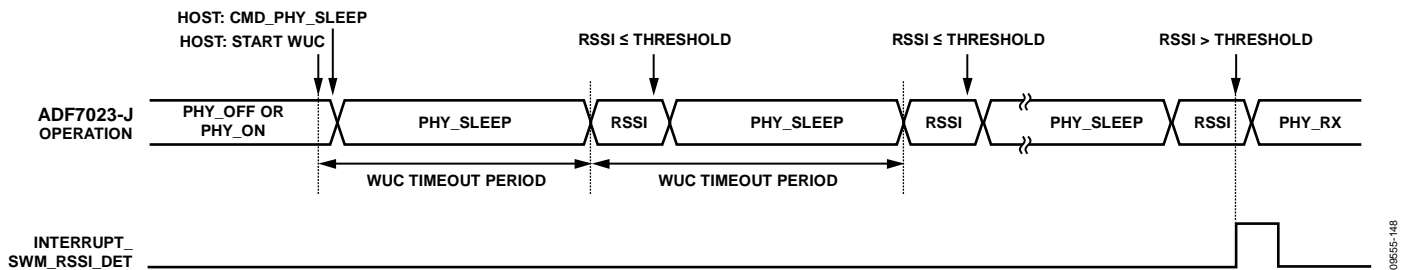 HOST: CMD_PHY_SLEEP
HOST: START WUC
RSSI ≤ THRESHOLD
RSSI ≤ THRESHOLD
RSSI > THRESHOLD
ADF7023-J
OPERATION
PHY_OFF OR
PHY_ON
PHY_SLEEP
RSSI
PHY_SLEEP
RSSI
PHY_SLEEP
RSSI
PHY_RX
WUC TIMEOUT PERIOD
WUC TIMEOUT PERIOD
INTERRUPT_
SWM_RSSI_DET
09555-148